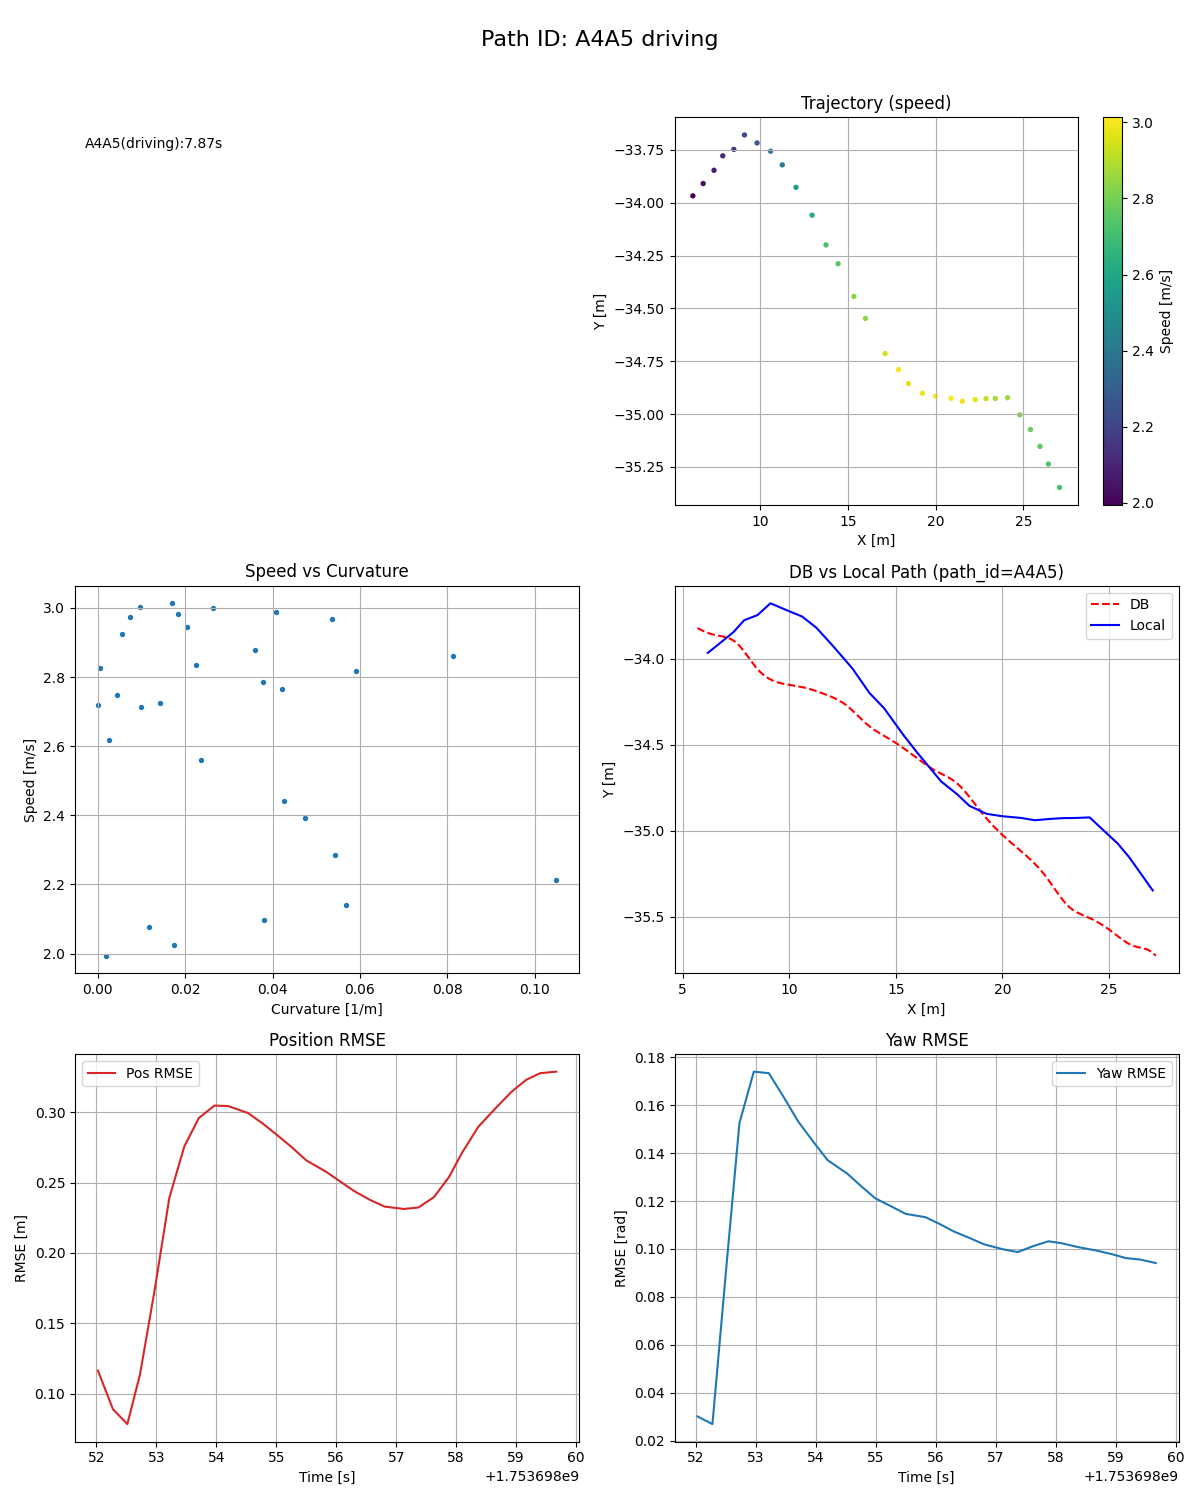 Path ID: A4A5 driving
A4A5(driving):7.87s
Trajectory (speed)
−33.75
−34.00
−34.25
−34.50
−34.75
−35.00
−35.25
Y [m]
10
15
20
25
X [m]
3.0
2.8
2.6
2.4
2.2
2.0
Speed [m/s]
Speed vs Curvature
3.0
2.8
2.6
2.4
2.2
2.0
Speed [m/s]
0.00
0.02
0.04
0.06
0.08
0.10
Curvature [1/m]
DB vs Local Path (path_id=A4A5)
DB
Local
−34.0
−34.5
−35.0
−35.5
Y [m]
5
10
15
20
25
X [m]
Position RMSE
Pos RMSE
0.30
0.25
0.20
0.15
0.10
RMSE [m]
52
53
54
55
56
57
58
59
60
Time [s]
+1.753698e9
Yaw RMSE
Yaw RMSE
0.18
0.16
0.14
0.12
0.10
0.08
0.06
0.04
0.02
RMSE [rad]
52
53
54
55
56
57
58
59
60
Time [s]
+1.753698e9